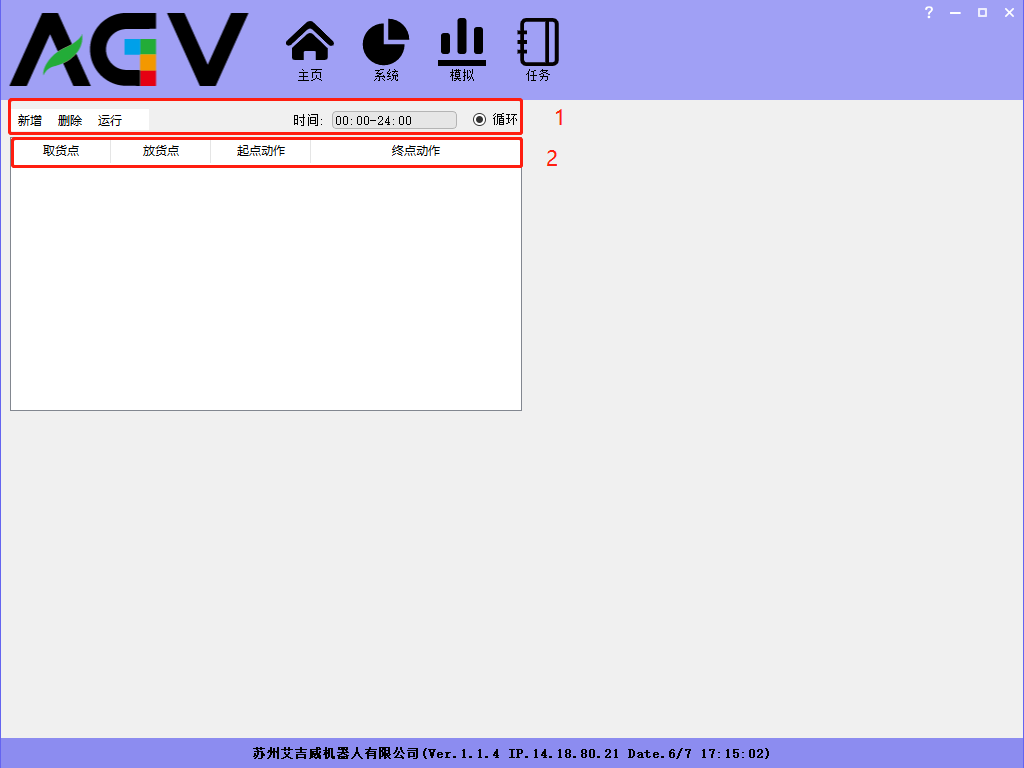 AGV
主页 系统 模拟 任务
新增 删除 运行 时间: 00:00-24:00 循环 1
取货点 放货点 起点动作 终点动作 2
苏州艾吉威机器人有限公司(Ver.1.1.4 IP.14.18.80.21 Date.6/7 17:15:02)